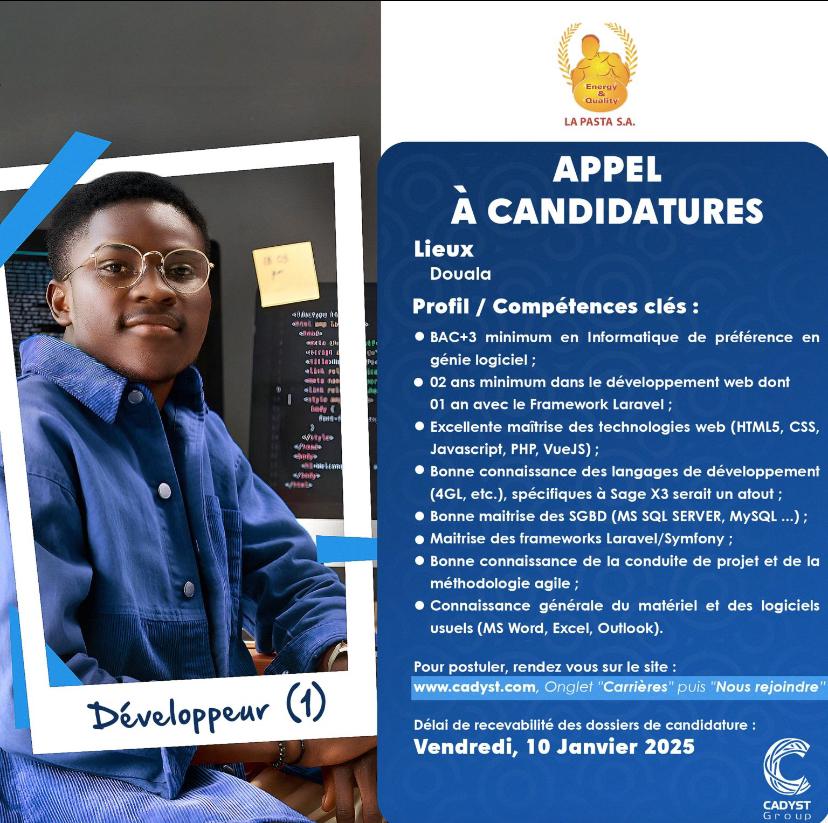 Energy
&
Quality
LA PASTA S.A.
APPEL
À CANDIDATURES
Lieux
Douala
Profil / Compétences clés :
● BAC+3 minimum en Informatique de préférence en
génie logiciel ;
● 02 ans minimum dans le développement web dont
01 an avec le Framework Laravel ;
● Excellente maîtrise des technologies web (HTML5, CSS,
Javascript, PHP, VueJS) ;
● Bonne connaissance des langages de développement
(4GL, etc.), spécifiques à Sage X3 serait un atout ;
● Bonne maitrise des SGBD (MS SQL SERVER, MySQL ...) ;
● Maitrise des frameworks Laravel/Symfony ;
● Bonne connaissance de la conduite de projet et de la
méthodologie agile ;
● Connaissance générale du matériel et des logiciels
usuels (MS Word, Excel, Outlook).
Pour postuler, rendez vous sur le site :
www.cadyst.com, Onglet "Carrières" puis "Nous rejoindre"
Délai de recevabilité des dossiers de candidature :
Vendredi, 10 Janvier 2025
CADYST
Group
Développeur (1)